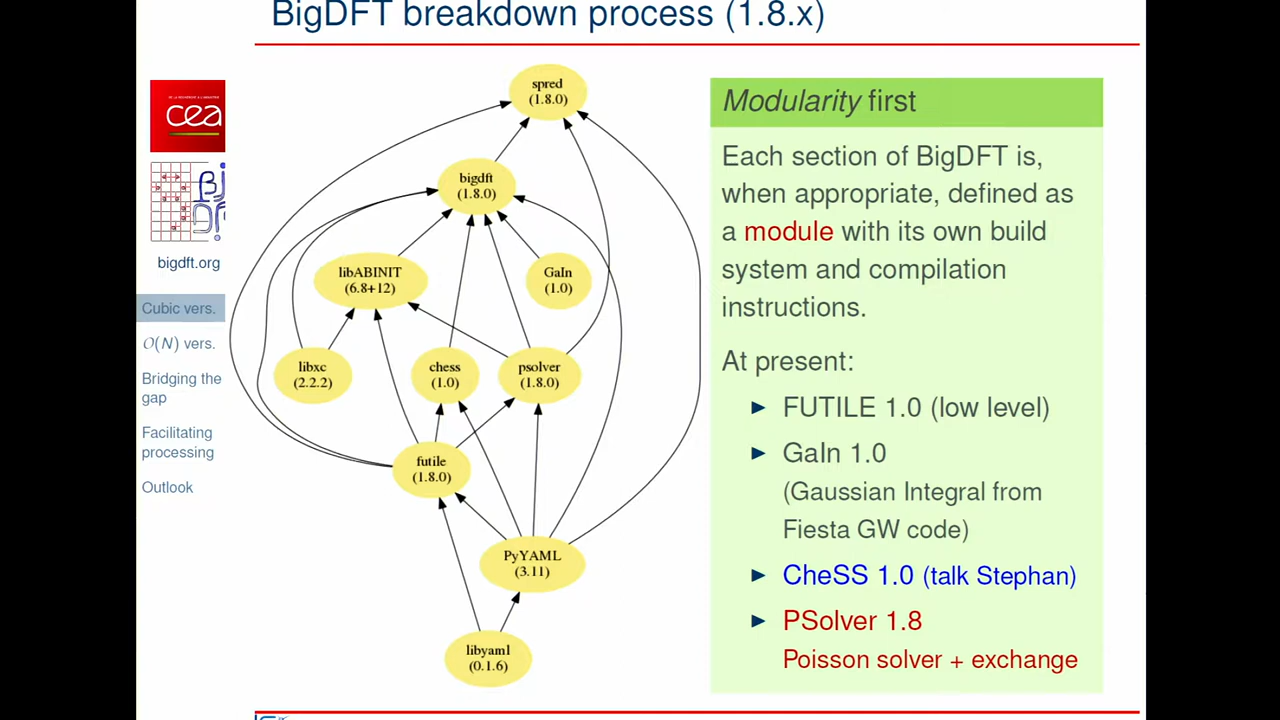 BigDFT breakdown process (1.8.x)
cea
bigdft.org
Cubic vers.
O(N) vers.
Bridging the
gap
Facilitating
processing
Outlook
spred
(1.8.0)
bigdft
(1.8.0)
libABINIT
(6.8+12)
GaIn
(1.0)
libxc
(2.2.2)
chess
(1.0)
psolver
(1.8.0)
futile
(1.8.0)
PyYAML
(3.11)
libyaml
(0.1.6)
Modularity first
Each section of BigDFT is,
when appropriate, defined as
a module with its own build
system and compilation
instructions.
At present:
► FUTILE 1.0 (low level)
► GaIn 1.0
(Gaussian Integral from
Fiesta GW code)
► CheSS 1.0 (talk Stephan)
► PSolver 1.8
Poisson solver + exchange